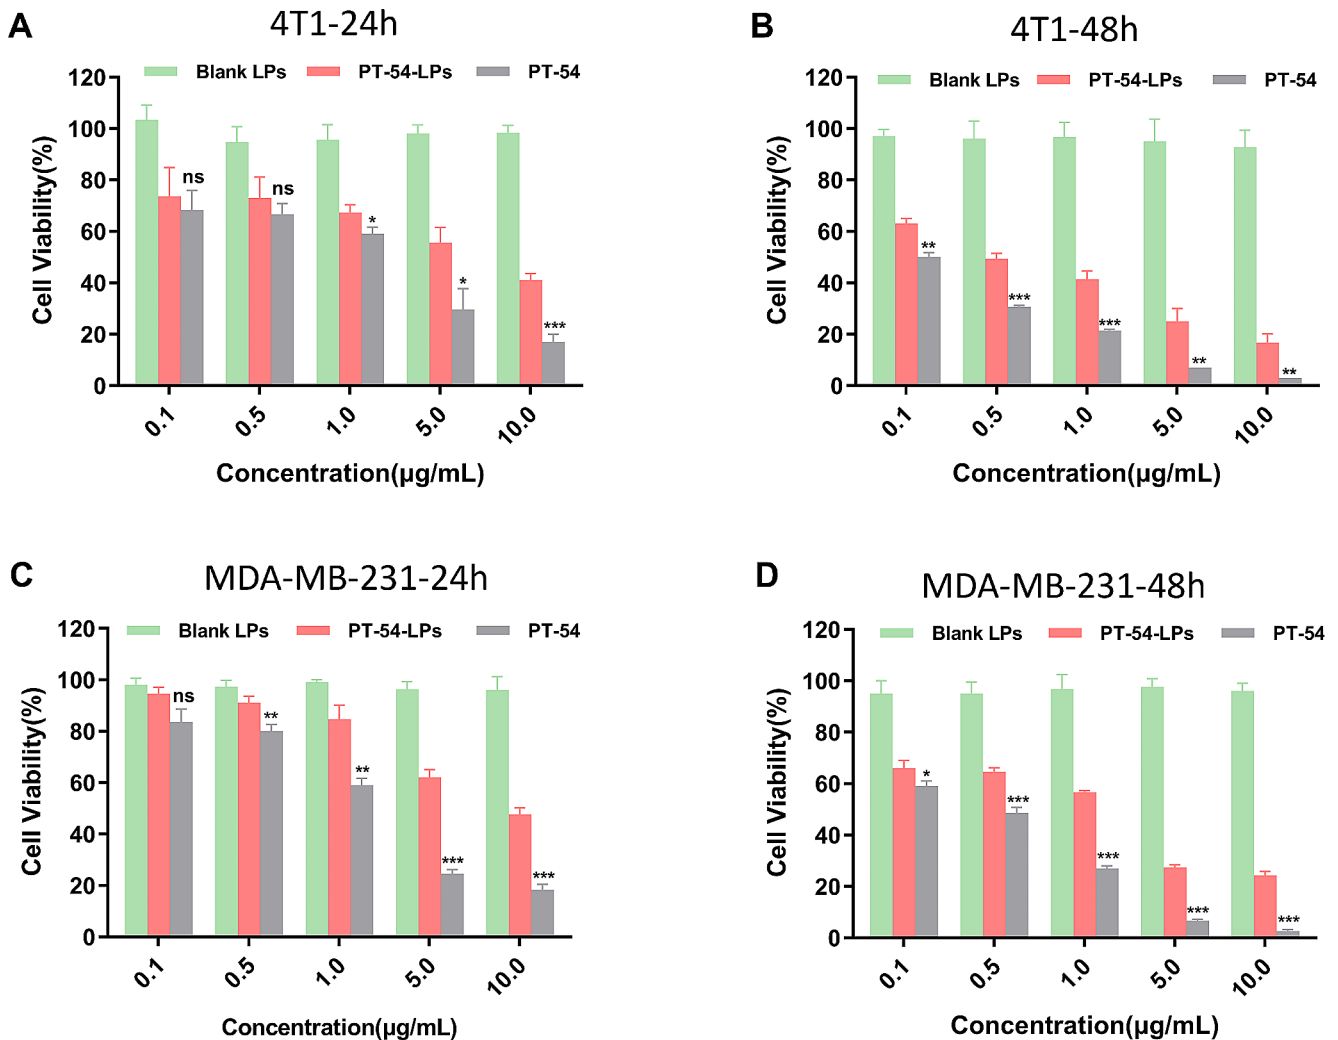 A
4T1-24h
Blank LPs PT-54-LPs PT-54
Cell Viability(%)
120
100
80
60
40
20
0
ns
ns
*
*
***
0.1 0.5 1.0 5.0 10.0
Concentration(µg/mL)
B
4T1-48h
Blank LPs PT-54-LPs PT-54
Cell Viability(%)
120
100
80
60
40
20
0
**
***
***
**
**
0.1 0.5 1.0 5.0 10.0
Concentration(µg/mL)
C
MDA-MB-231-24h
Blank LPs PT-54-LPs PT-54
Cell Viability(%)
120
100
80
60
40
20
0
ns
**
**
***
***
0.1 0.5 1.0 5.0 10.0
Concentration(µg/mL)
D
MDA-MB-231-48h
Blank LPs PT-54-LPs PT-54
Cell Viability(%)
120
100
80
60
40
20
0
*
***
***
***
***
0.1 0.5 1.0 5.0 10.0
Concentration(µg/mL)